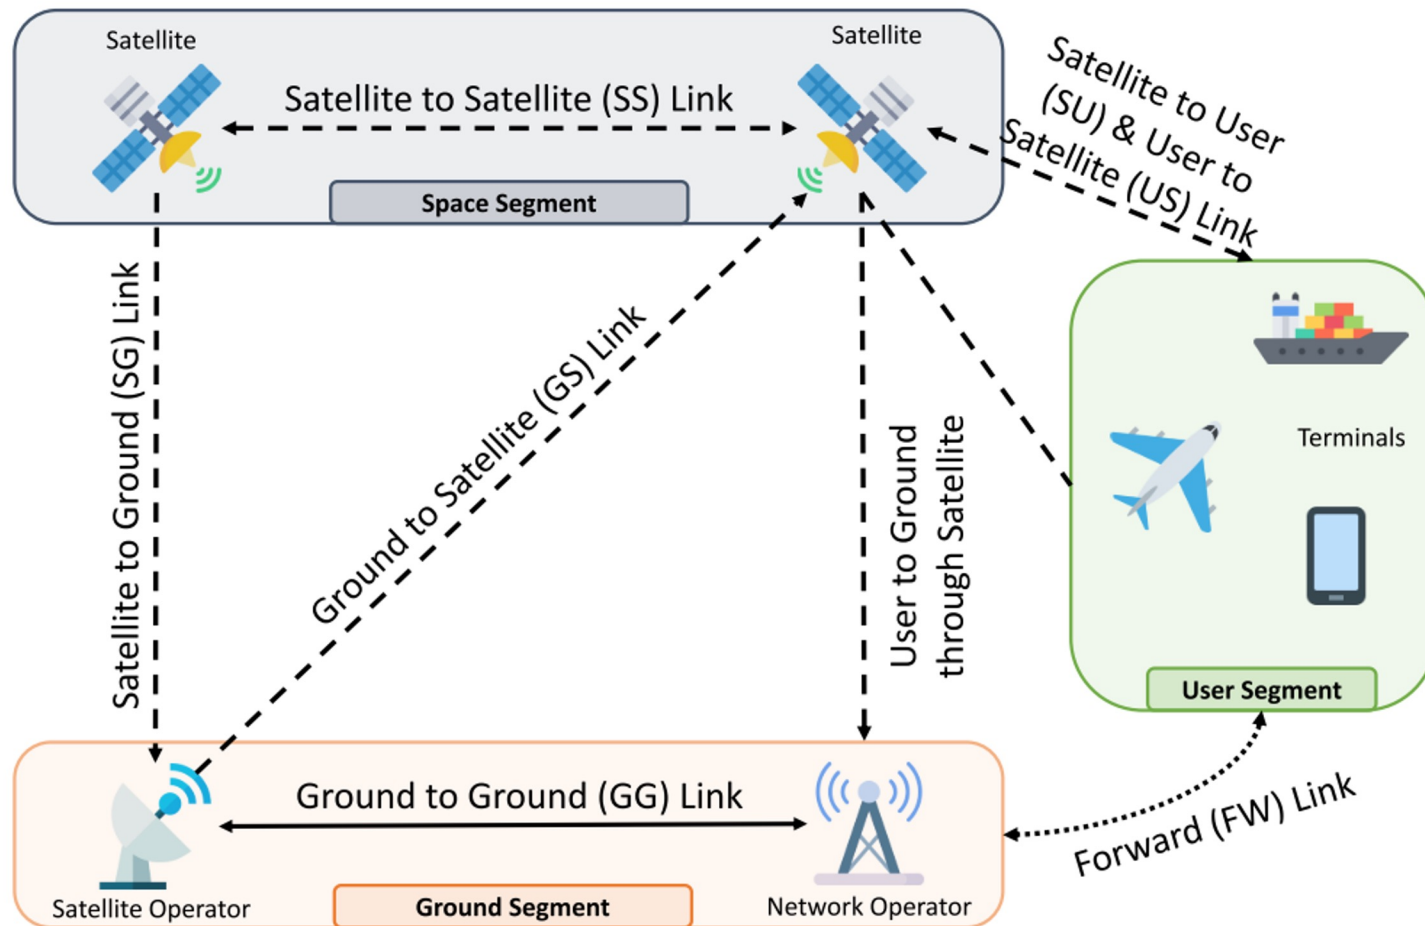 Satellite
Satellite
Satellite to Satellite (SS) Link
Space Segment
Satellite to User
(SU) & User to
Satellite (US) Link
Satellite to Ground (SG) Link
Ground to Satellite (GS) Link
User to Ground
through Satellite
Terminals
User Segment
Ground to Ground (GG) Link
Forward (FW) Link
Satellite Operator
Ground Segment
Network Operator